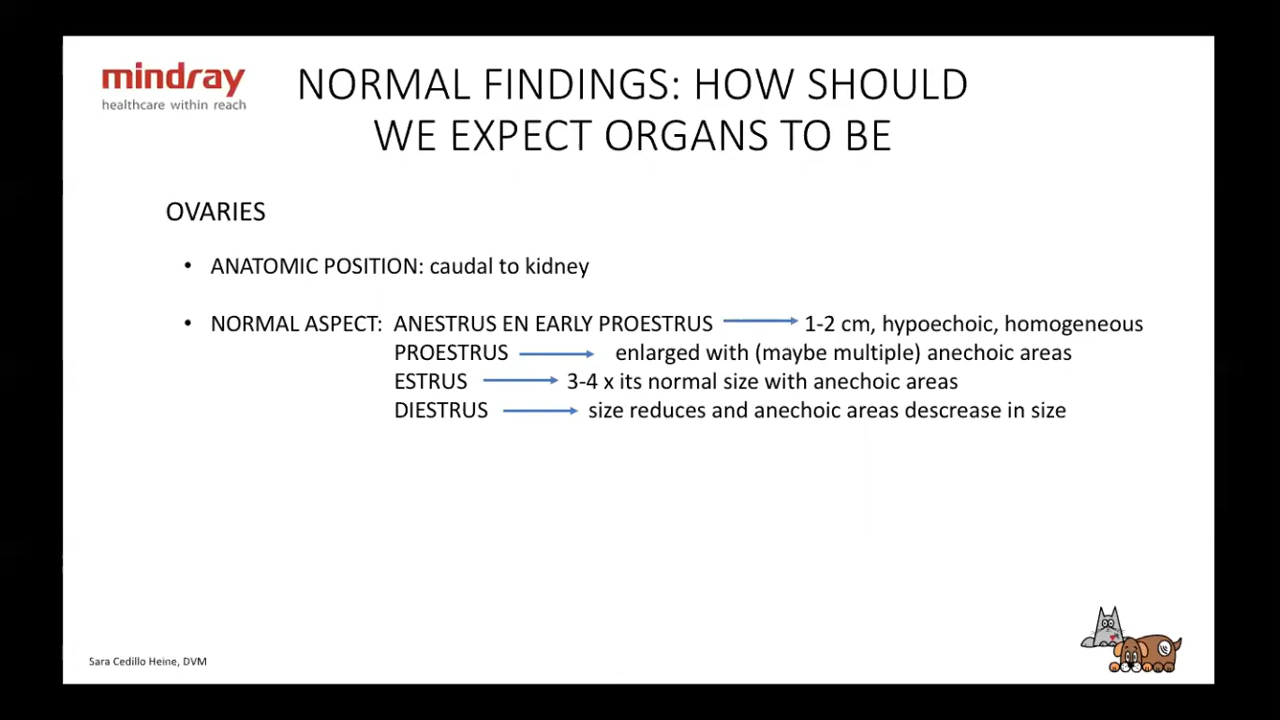 mindray
healthcare within reach
NORMAL FINDINGS: HOW SHOULD
WE EXPECT ORGANS TO BE
OVARIES
• ANATOMIC POSITION: caudal to kidney
• NORMAL ASPECT: ANESTRUS EN EARLY PROESTRUS → 1-2 cm, hypoechoic, homogeneous
PROESTRUS → enlarged with (maybe multiple) anechoic areas
ESTRUS → 3-4 x its normal size with anechoic areas
DIESTRUS → size reduces and anechoic areas descrease in size
Sara Cedillo Heine, DVM